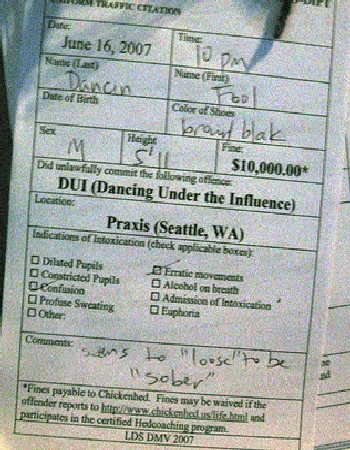 UNIFORM TRAFFIC CITATION
Date: Time:
June 16, 2007 10 pm
Name (Last) Name (First)
Dancin Fool
Date of Birth Color of Shoes
blak
Sex Height Fine:
M 5'11 $10,000.00*
Did unlawfully commit the following offence:
DUI (Dancing Under the Influence)
Location:
Praxis (Seattle, WA)
Indications of Intoxication (check applicable boxes):
Dilated Pupils Erratic movements
Constricted Pupils Alcohol on breath
Confusion Admission of Intoxication
Profuse Sweating Euphoria
Other:
Comments: seems to "loose" to be
"sober"
*Fines payable to Chickenhed. Fines may be waived if the
offender reports to http://www.chickenhed.us/life.html and
participates in the certified Hedcoaching program.
LDS DMV 2007